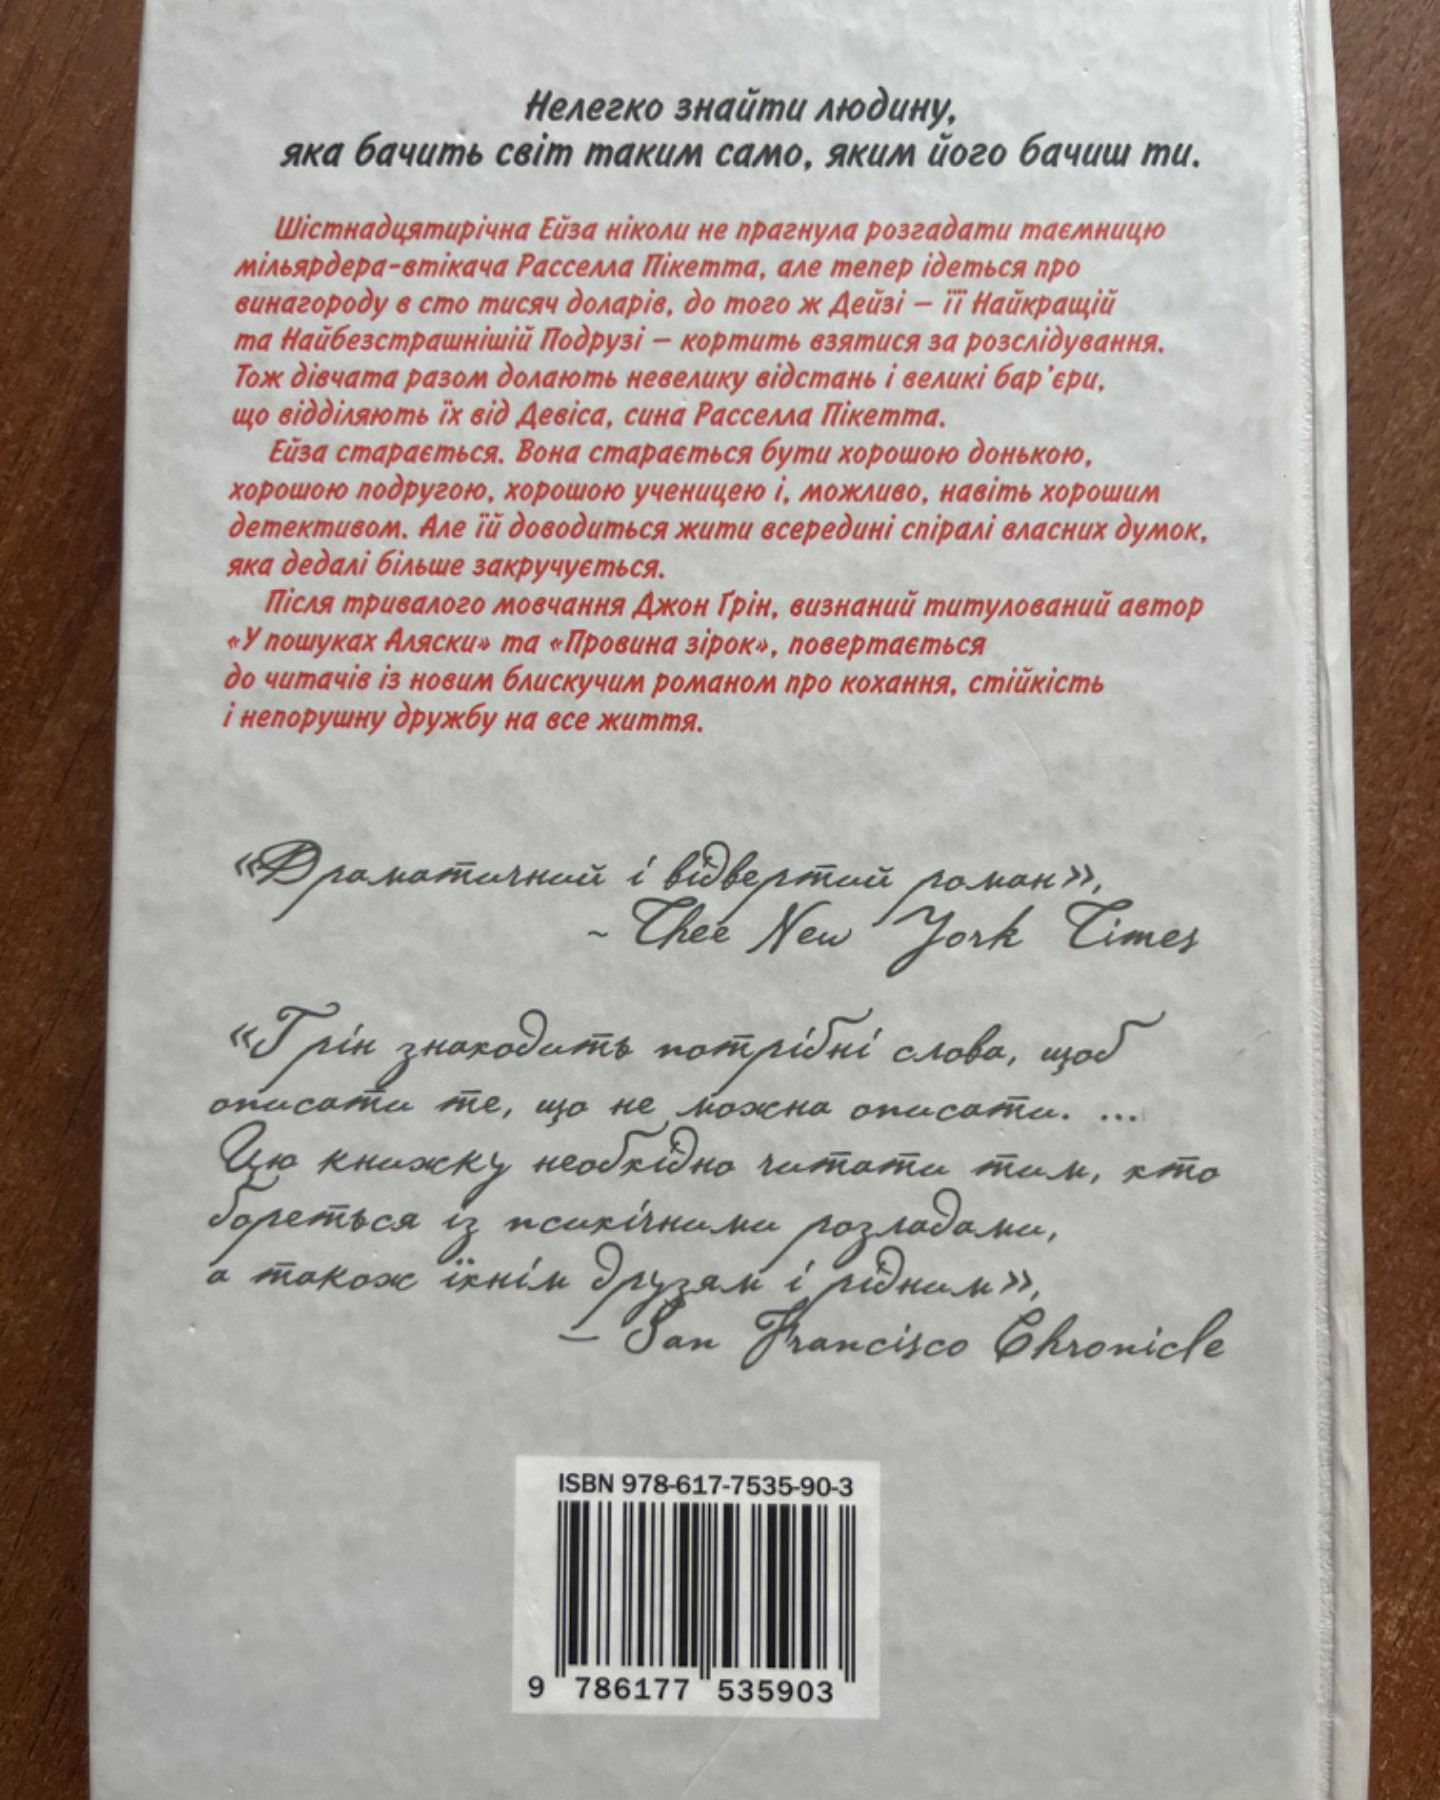 Нелегко знайти людину,
яка бачить світ таким само, яким його бачиш ти.
Шістнадцятирічна Ейза ніколи не прагнула розгадати таємницю
мільярдера-втікача Расселла Пікетта, але тепер ідеться про
винагороду в сто тисяч доларів, до того ж Дейзі – її Найкращій
та Найбезстрашнішій Подрузі – кортить взятися за розслідування.
Тож дівчата разом долають невелику відстань і великі бар'єри,
що відділяють їх від Девіса, сина Расселла Пікетта.
Ейза старається. Вона старається бути хорошою донькою,
хорошою подругою, хорошою ученицею і, можливо, навіть хорошим
детективом. Але їй доводиться жити всередині спіралі власних думок,
яка дедалі більше закручується.
Після тривалого мовчання Джон Ґрін, визнаний титулований автор
«У пошуках Аляски» та «Провина зірок», повертається
до читачів із новим блискучим романом про кохання, стійкість
і непорушну дружбу на все життя.
«Драматичний і відвертий роман»,
~ Thee New York Times
«Ґрін знаходить потрібні слова, щоб
описати те, що не можна описати. ...
Цю книжку необхідно читати тим, хто
бореться із психічними розладами,
а також їхнім друзям і рідним»,
– San Francisco Chronicle
ISBN 978-617-7535-90-3
9 786177 535903